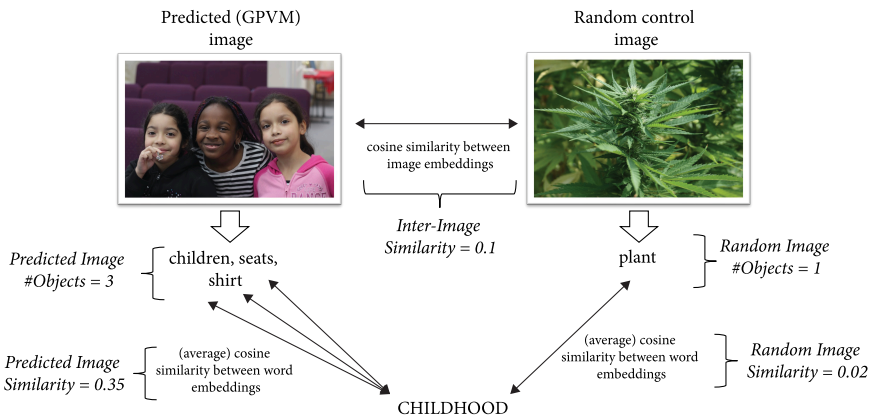 Predicted (GPVM)
image
Random control
image
cosine similarity between
image embeddings
Inter-Image
Similarity = 0.1
Predicted Image
#Objects = 3
children, seats,
shirt
plant
Random Image
#Objects = 1
Predicted Image
Similarity = 0.35
(average) cosine
similarity between word
embeddings
(average) cosine
similarity between word
embeddings
Random Image
Similarity = 0.02
CHILDHOOD